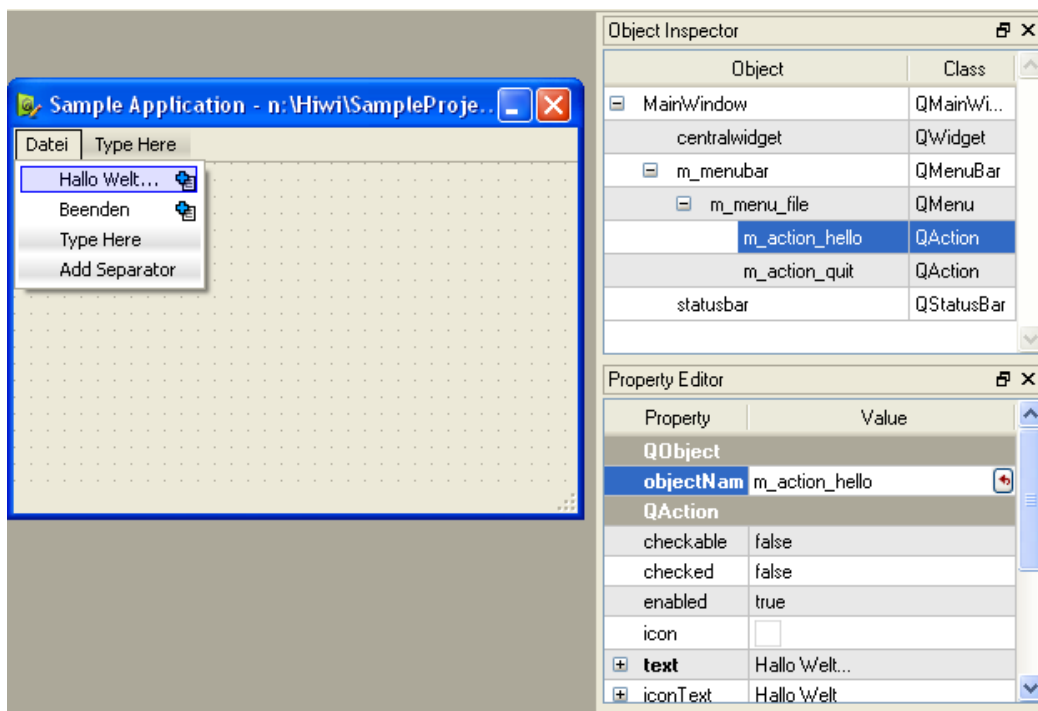 Sample Application - n:\Hiwi\SampleProje..
Datei Type Here
Hallo Welt...
Beenden
Type Here
Add Separator
Object Inspector
Object Class
MainWindow QMainWi...
centralwidget QWidget
m_menubar QMenuBar
m_menu_file QMenu
m_action_hello QAction
m_action_quit QAction
statusbar QStatusBar
Property Editor
Property Value
QObject
objectNam m_action_hello
QAction
checkable false
checked false
enabled true
icon
text Hallo Welt...
iconText Hallo Welt